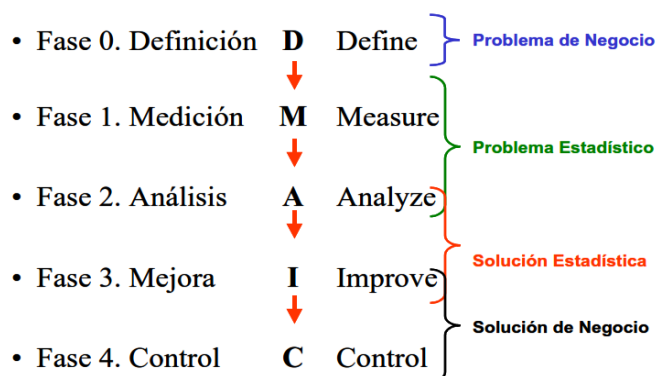 • Fase 0. Definición D Define
Problema de Negocio
• Fase 1. Medición M Measure
Problema Estadístico
• Fase 2. Análisis A Analyze
Solución Estadística
• Fase 3. Mejora I Improve
Solución de Negocio
• Fase 4. Control C Control